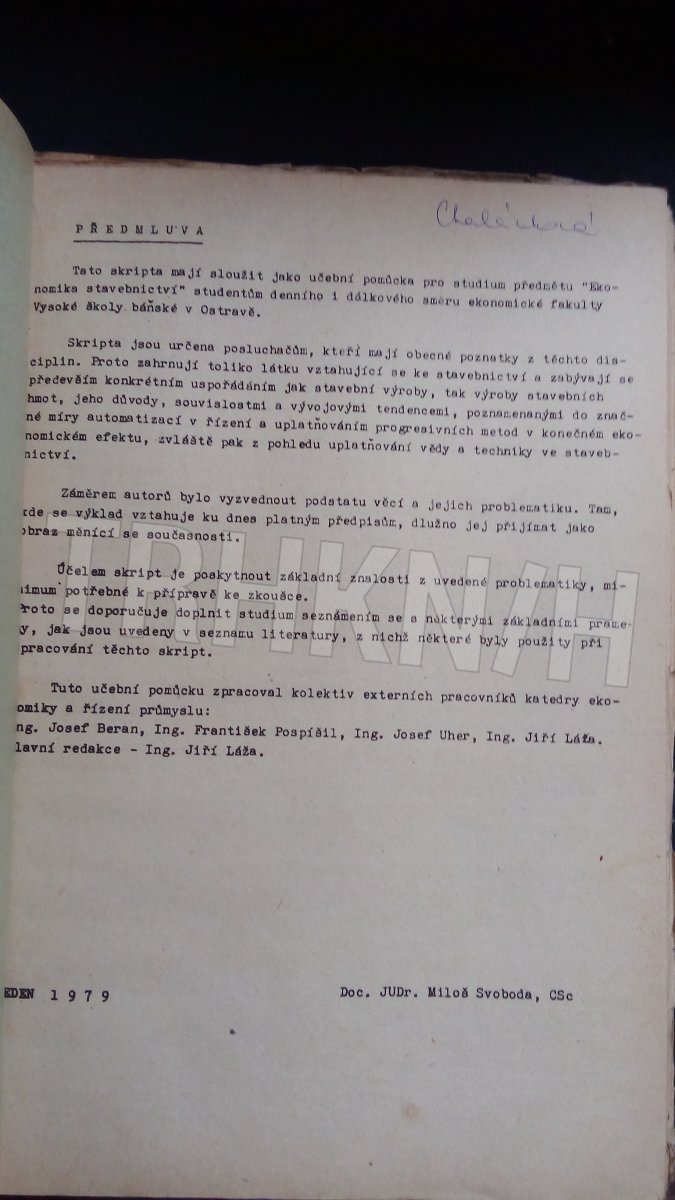 P Ř E D M L U V A
Tato skripta mají sloužit jako učební pomůcka pro studium předmětu "Eko-
nomika stavebnictví" studentům denního i dálkového směru ekonomické fakulty
Vysoké školy báňské v Ostravě.
Skripta jsou určena posluchačům, kteří mají obecné poznatky z těchto dis-
ciplin. Proto zahrnují toliko látku vztahující se ke stavebnictví a zabývají se
především konkrétním uspořádáním jak stavební výroby, tak výroby stavebních
hmot, jeho důvody, souvislostmi a vývojovými tendencemi, poznamenanými do znač-
né míry automatizací v řízení a uplatňováním progresivních metod v konečném eko-
nomickém efektu, zvláště pak z pohledu uplatňování vědy a techniky ve staveb-
nictví.
Záměrem autorů bylo vyzvednout podstatu věcí a jejich problematiku. Tam,
kde se výklad vztahuje ku dnes platným předpisům, dlužno jej přijímat jako
obraz měnící se současnosti.
Účelem skript je poskytnout základní znalosti z uvedené problematiky, mi-
nimum potřebné k přípravě ke zkoušce.
Proto se doporučuje doplnit studium seznámením se s některými základními prame-
y, jak jsou uvedeny v seznamu literatury, z nichž některé byly použity při
pracování těchto skript.
Tuto učební pomůcku zpracoval kolektiv externích pracovníků katedry eko-
omiky a řízení průmyslu:
ng. Josef Beran, Ing. František Pospíšil, Ing. Josef Uher, Ing. Jiří Láža.
lavní redakce - Ing. Jiří Láža.
EDEN 1 9 7 9 Doc. JUDr. Miloš Svoboda, CSc